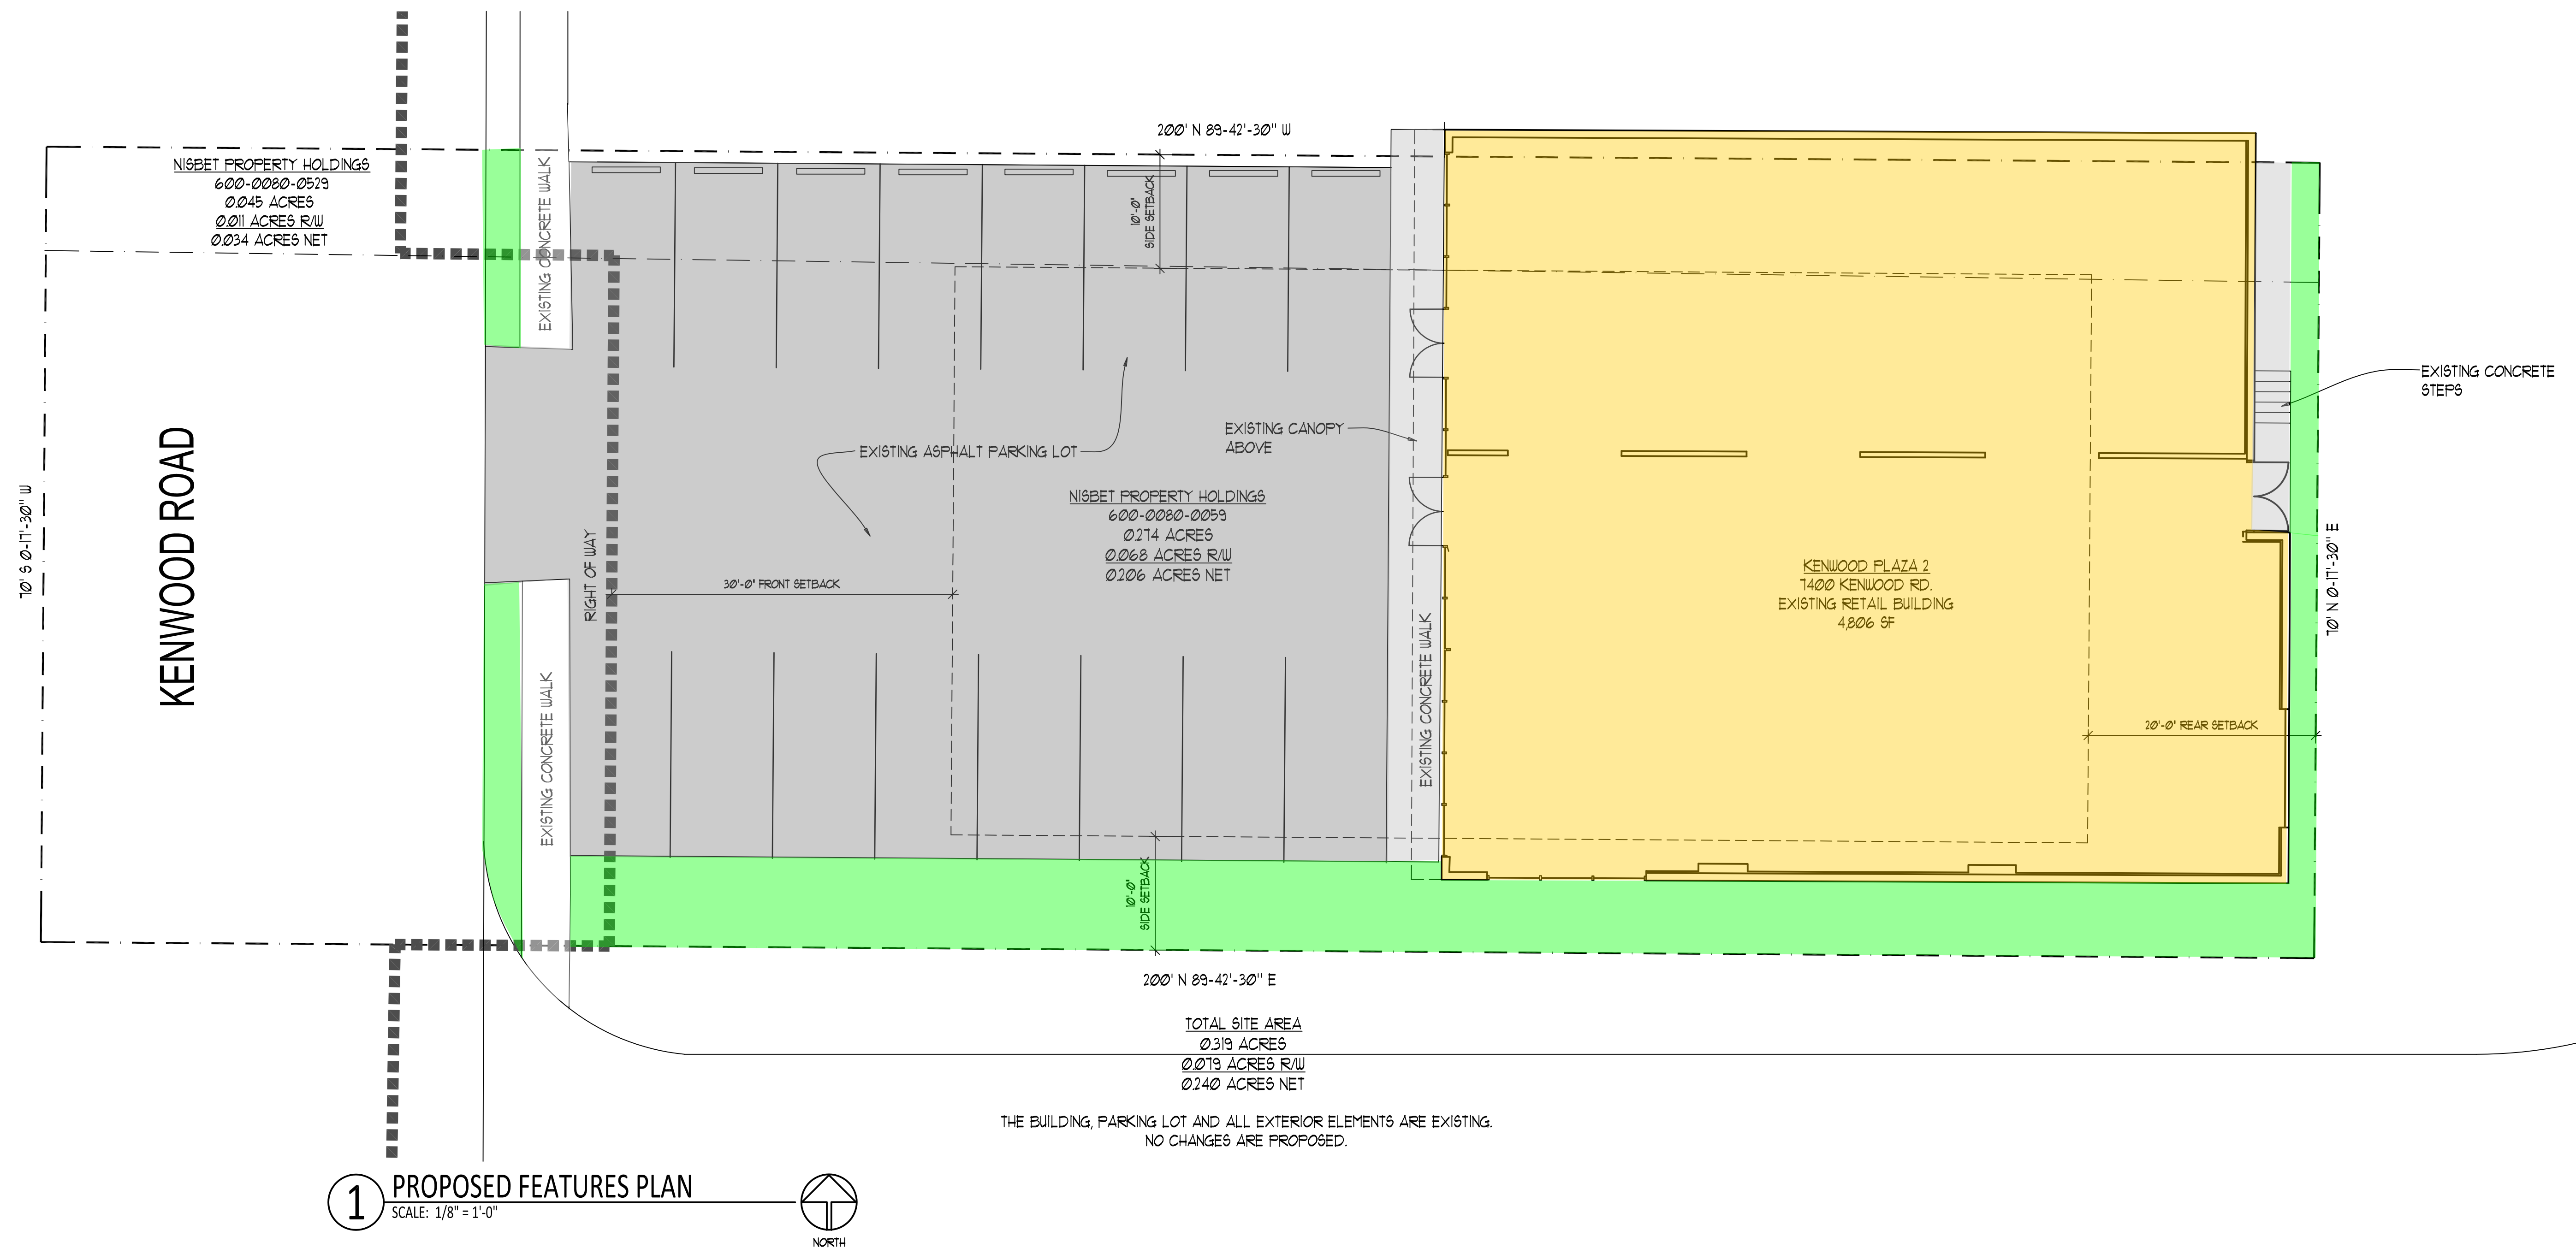 200' N 89-42'-30" W
NISBET PROPERTY HOLDINGS
600-0080-0529
0.045 ACRES
0.011 ACRES R/W
0.034 ACRES NET
EXISTING CONCRETE WALK
10'-0"
SIDE SETBACK
EXISTING CONCRETE
STEPS
EXISTING CANOPY
ABOVE
EXISTING ASPHALT PARKING LOT
KENWOOD ROAD
70' S 0-17'-30" W
NISBET PROPERTY HOLDINGS
600-0080-0059
0.274 ACRES
0.068 ACRES R/W
0.206 ACRES NET
RIGHT OF WAY
30'-0" FRONT SETBACK
KENWOOD PLAZA 2
7400 KENWOOD RD.
EXISTING RETAIL BUILDING
4,806 SF
70' N 0-17'-30" E
EXISTING CONCRETE WALK
EXISTING CONCRETE WALK
20'-0" REAR SETBACK
10'-0"
SIDE SETBACK
200' N 89-42'-30" E
TOTAL SITE AREA
0.319 ACRES
0.079 ACRES R/W
0.240 ACRES NET
THE BUILDING, PARKING LOT AND ALL EXTERIOR ELEMENTS ARE EXISTING.
NO CHANGES ARE PROPOSED.
1
PROPOSED FEATURES PLAN
SCALE: 1/8" = 1'-0"
NORTH